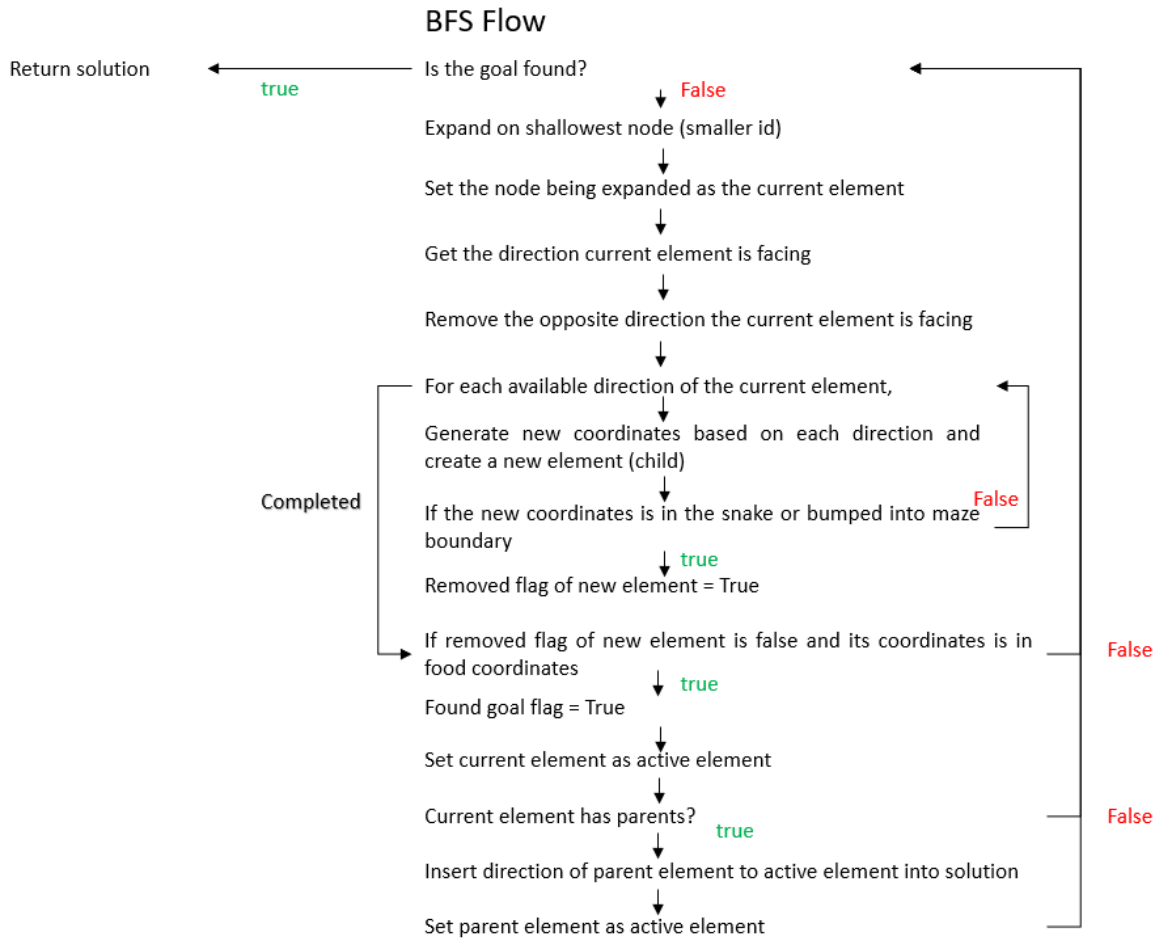 BFS Flow
Return solution
true
Is the goal found?
False
Expand on shallowest node (smaller id)
Set the node being expanded as the current element
Get the direction current element is facing
Remove the opposite direction the current element is facing
For each available direction of the current element,
Generate new coordinates based on each direction and
create a new element (child)
Completed
If the new coordinates is in the snake or bumped into maze
boundary
False
true
Removed flag of new element = True
If removed flag of new element is false and its coordinates is in
food coordinates
False
true
Found goal flag = True
Set current element as active element
Current element has parents?
False
true
Insert direction of parent element to active element into solution
Set parent element as active element